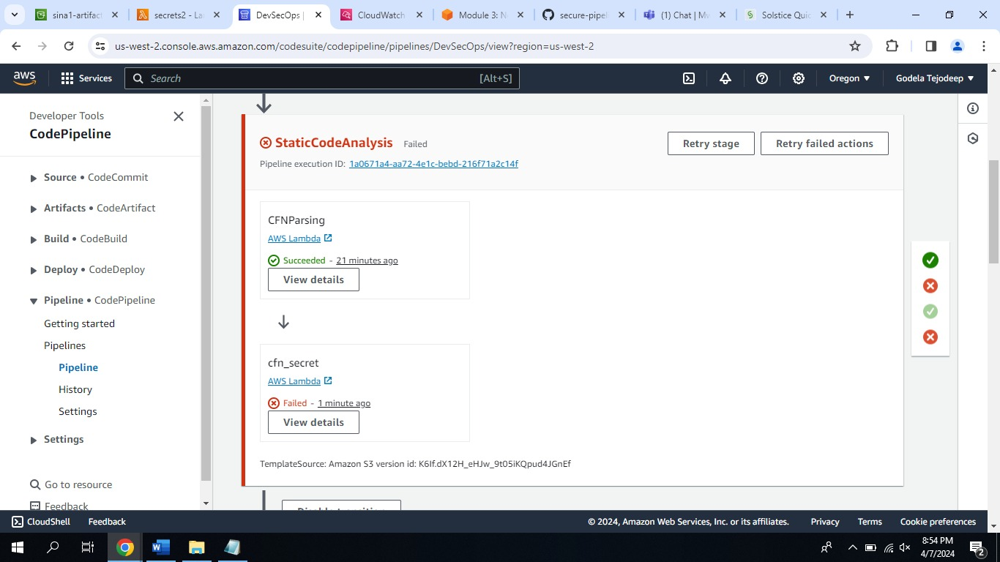 sina1-artifact
secrets2 - La
DevSecOps |
CloudWatch
Module 3: N
secure-pipel
(1) Chat | M
Solstice Quic
us-west-2.console.aws.amazon.com/codesuite/codepipeline/pipelines/DevSecOps/view?region=us-west-2
aws
Services
Search
[Alt+S]
Oregon
Godela Tejodeep
Developer Tools
CodePipeline
Source • CodeCommit
Artifacts • CodeArtifact
Build • CodeBuild
Deploy • CodeDeploy
Pipeline • CodePipeline
Getting started
Pipelines
Pipeline
History
Settings
Settings
Go to resource
Feedback
StaticCodeAnalysis Failed
Pipeline execution ID: 1a0671a4-aa72-4e1c-bebd-216f71a2c14f
Retry stage
Retry failed actions
CFNParsing
AWS Lambda
Succeeded - 21 minutes ago
View details
cfn_secret
AWS Lambda
Failed - 1 minute ago
View details
TemplateSource: Amazon S3 version id: K6If.dX12H_eHJw_9t05iKQpud4JGnEf
Disable transition
CloudShell
Feedback
© 2024, Amazon Web Services, Inc. or its affiliates.
Privacy
Terms
Cookie preferences
8:54 PM
4/7/2024
2